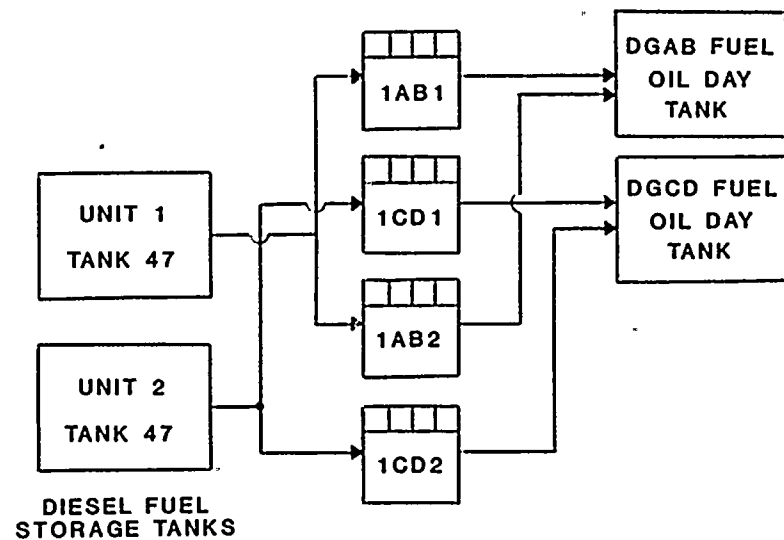 1AB1
DGAB FUEL
OIL DAY
TANK
UNIT 1
TANK 47
1CD1
DGCD FUEL
OIL DAY
TANK
1AB2
UNIT 2
TANK 47
1CD2
DIESEL FUEL
STORAGE TANKS